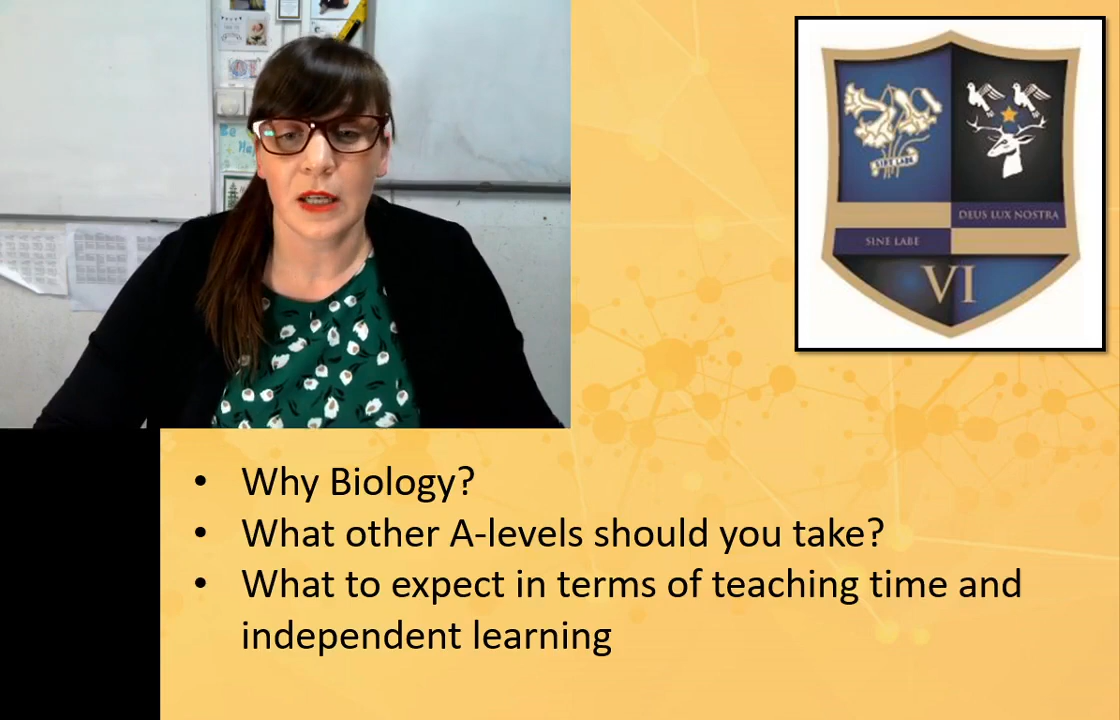 Be
SINE LABE
DEUS LUX NOSTRA
SINE LABE
VI
• Why Biology?
• What other A-levels should you take?
• What to expect in terms of teaching time and
independent learning